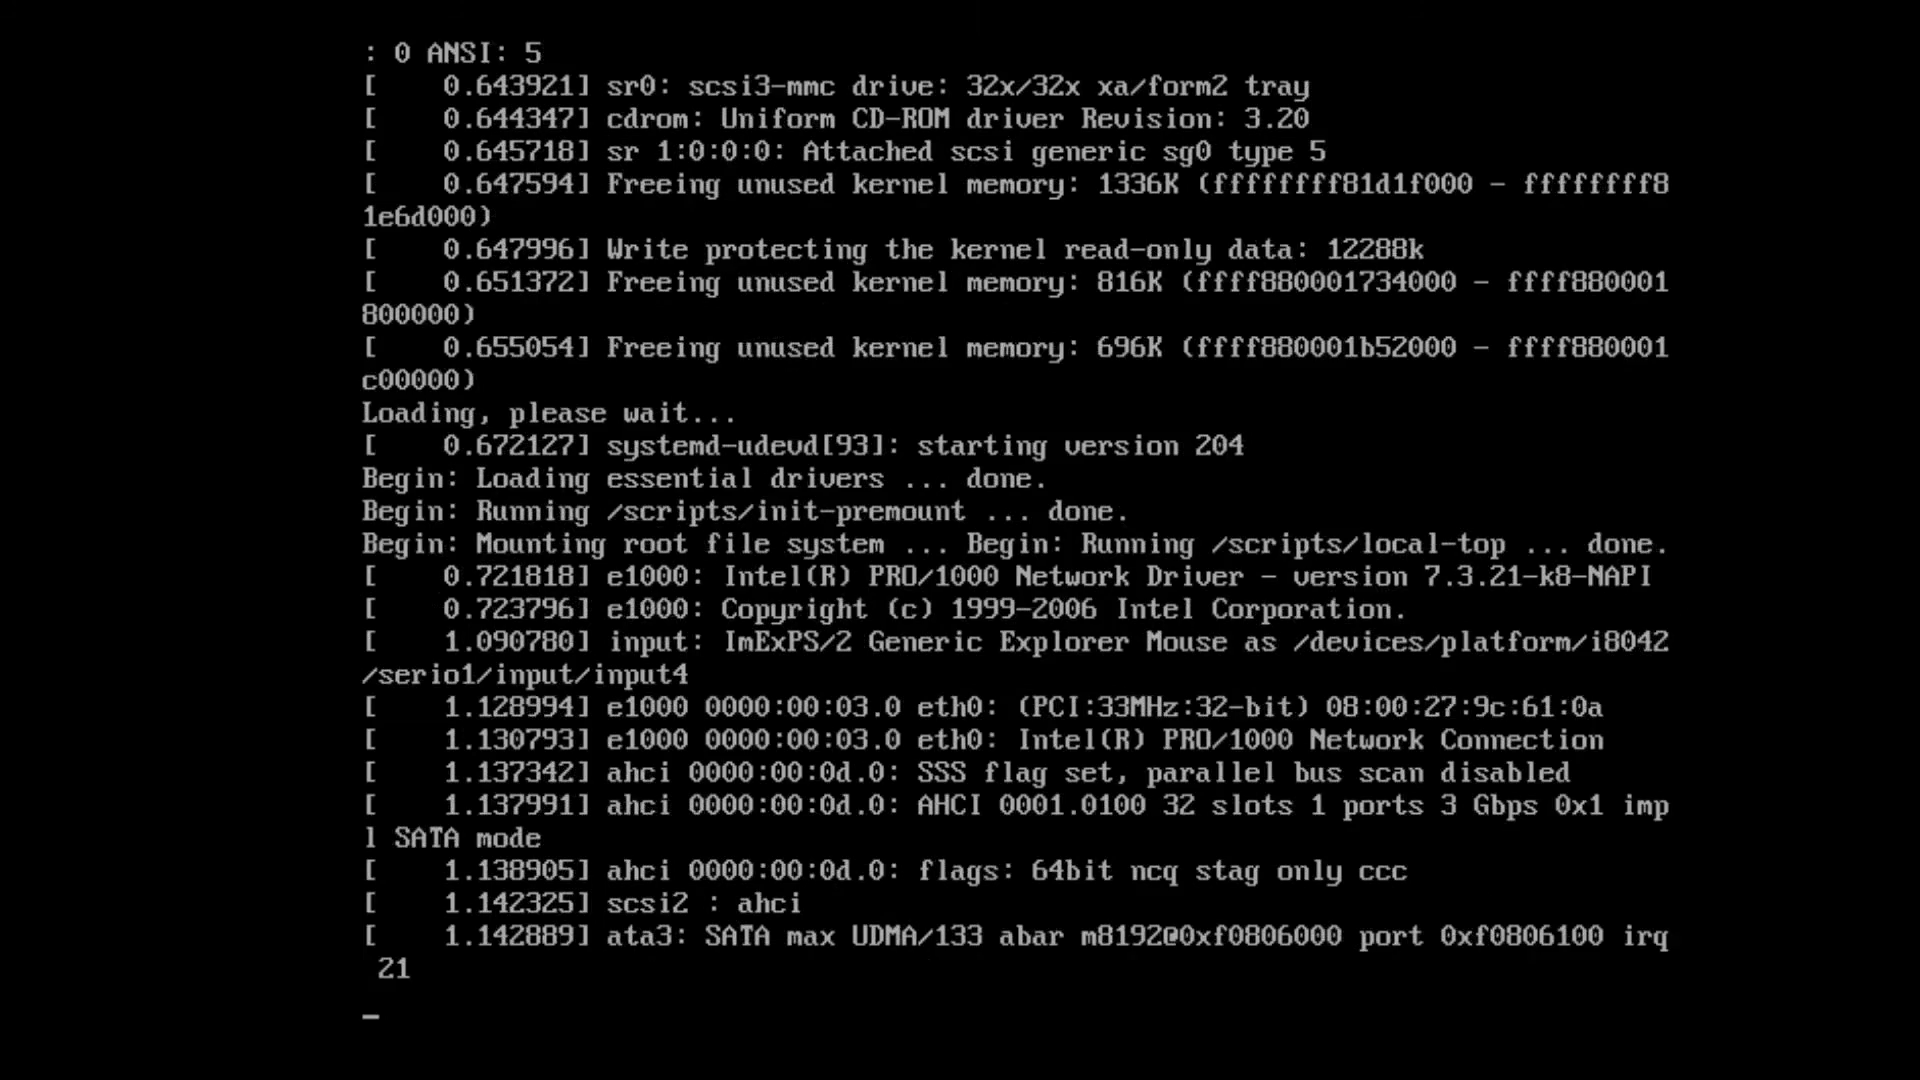 : 0 ANSI: 5
[    0.643921] sr0: scsi3-mmc drive: 32x/32x xa/form2 tray
[    0.644347] cdrom: Uniform CD-ROM driver Revision: 3.20
[    0.645718] sr 1:0:0:0: Attached scsi generic sg0 type 5
[    0.647594] Freeing unused kernel memory: 1336K (ffffffff81d1f000 - ffffffff8
1e6d000)
[    0.647996] Write protecting the kernel read-only data: 12288k
[    0.651372] Freeing unused kernel memory: 816K (ffff880001734000 - ffff880001
800000)
[    0.655054] Freeing unused kernel memory: 696K (ffff880001b52000 - ffff880001
c00000)
Loading, please wait...
[    0.672127] systemd-udevd[93]: starting version 204
Begin: Loading essential drivers ... done.
Begin: Running /scripts/init-premount ... done.
Begin: Mounting root file system ... Begin: Running /scripts/local-top ... done.
[    0.721818] e1000: Intel(R) PRO/1000 Network Driver - version 7.3.21-k8-NAPI
[    0.723796] e1000: Copyright (c) 1999-2006 Intel Corporation.
[    1.090780] input: ImExPS/2 Generic Explorer Mouse as /devices/platform/i8042
/serio1/input/input4
[    1.128994] e1000 0000:00:03.0 eth0: (PCI:33MHz:32-bit) 08:00:27:9c:61:0a
[    1.130793] e1000 0000:00:03.0 eth0: Intel(R) PRO/1000 Network Connection
[    1.137342] ahci 0000:00:0d.0: SSS flag set, parallel bus scan disabled
[    1.137991] ahci 0000:00:0d.0: AHCI 0001.0100 32 slots 1 ports 3 Gbps 0x1 imp
l SATA mode
[    1.138905] ahci 0000:00:0d.0: flags: 64bit ncq stag only ccc
[    1.142325] scsi2 : ahci
[    1.142889] ata3: SATA max UDMA/133 abar m8192@0xf0806000 port 0xf0806100 irq
 21
_